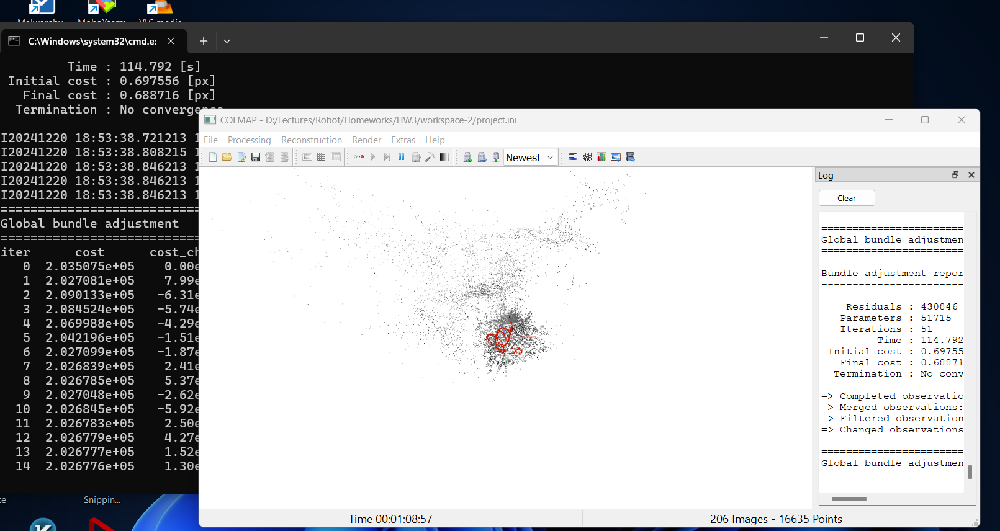 Malwareby MobaXterm VLC media
C:\Windows\system32\cmd.e
Time : 114.792 [s]
Initial cost : 0.697556 [px]
Final cost : 0.688716 [px]
Termination : No convergence
I20241220 18:53:38.721213 1
I20241220 18:53:38.808215 1
I20241220 18:53:38.846213 1
I20241220 18:53:38.846213 1
I20241220 18:53:38.846213 1
===========================
Global bundle adjustment
===========================
iter cost cost_ch
0 2.035075e+05 0.00e
1 2.027081e+05 7.99e
2 2.090133e+05 -6.31e
3 2.084524e+05 -5.74e
4 2.069988e+05 -4.29e
5 2.042196e+05 -1.51e
6 2.027099e+05 -1.87e
7 2.026839e+05 2.41e
8 2.026785e+05 5.37e
9 2.027048e+05 -2.62e
10 2.026845e+05 -5.92e
11 2.026783e+05 2.50e
12 2.026779e+05 4.27e
13 2.026777e+05 1.52e
14 2.026776e+05 1.30e
COLMAP - D:/Lectures/Robot/Homeworks/HW3/workspace-2/project.ini
File Processing Reconstruction Render Extras Help
Newest
Log
Clear
=======================
Global bundle adjustmen
=======================
Bundle adjustment repor
-----------------------
Residuals : 430846
Parameters : 51715
Iterations : 51
Time : 114.792
Initial cost : 0.69755
Final cost : 0.68871
Termination : No conv
=> Completed observatio
=> Merged observations:
=> Filtered observation
=> Changed observations
=======================
Global bundle adjustmen
=======================
Time 00:01:08:57
206 Images - 16635 Points
ce
Snippin...